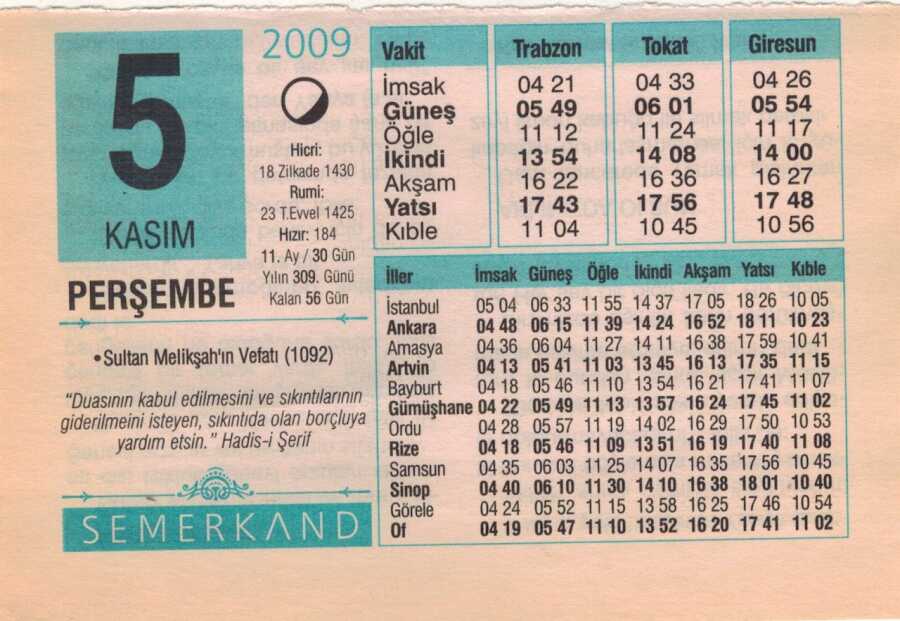 5
KASIM
PERŞEMBE
2009
Hicri:
18 Zilkade 1430
Rumi:
23 T.Evvel 1425
Hızır: 184
11. Ay / 30 Gün
Yılın 309. Günü
Kalan 56 Gün
•Sultan Melikşah'ın Vefatı (1092)
"Duasının kabul edilmesini ve sıkıntılarının
giderilmesini isteyen, sıkıntıda olan borçluya
yardım etsin." Hadis-i Şerif
SEMERKAND
Vakit Trabzon Tokat Giresun
İmsak 04 21 04 33 04 26
Güneş 05 49 06 01 05 54
Öğle 11 12 11 24 11 17
İkindi 13 54 14 08 14 00
Akşam 16 22 16 36 16 27
Yatsı 17 43 17 56 17 48
Kıble 11 04 10 45 10 56
İller İmsak Güneş Öğle İkindi Akşam Yatsı Kıble
İstanbul 05 04 06 33 11 55 14 37 17 05 18 26 10 05
Ankara 04 48 06 15 11 39 14 24 16 52 18 11 10 23
Amasya 04 36 06 04 11 27 14 11 16 38 17 59 10 41
Artvin 04 13 05 41 11 03 13 45 16 13 17 35 11 15
Bayburt 04 18 05 46 11 10 13 54 16 21 17 41 11 07
Gümüşhane 04 22 05 49 11 13 13 57 16 24 17 45 11 02
Ordu 04 28 05 57 11 19 14 02 16 29 17 50 10 53
Rize 04 18 05 46 11 09 13 51 16 19 17 40 11 08
Samsun 04 35 06 03 11 25 14 07 16 35 17 56 10 45
Sinop 04 40 06 10 11 30 14 10 16 38 18 01 10 40
Görele 04 24 05 52 11 15 13 58 16 25 17 46 10 54
Of 04 19 05 47 11 10 13 52 16 20 17 41 11 02